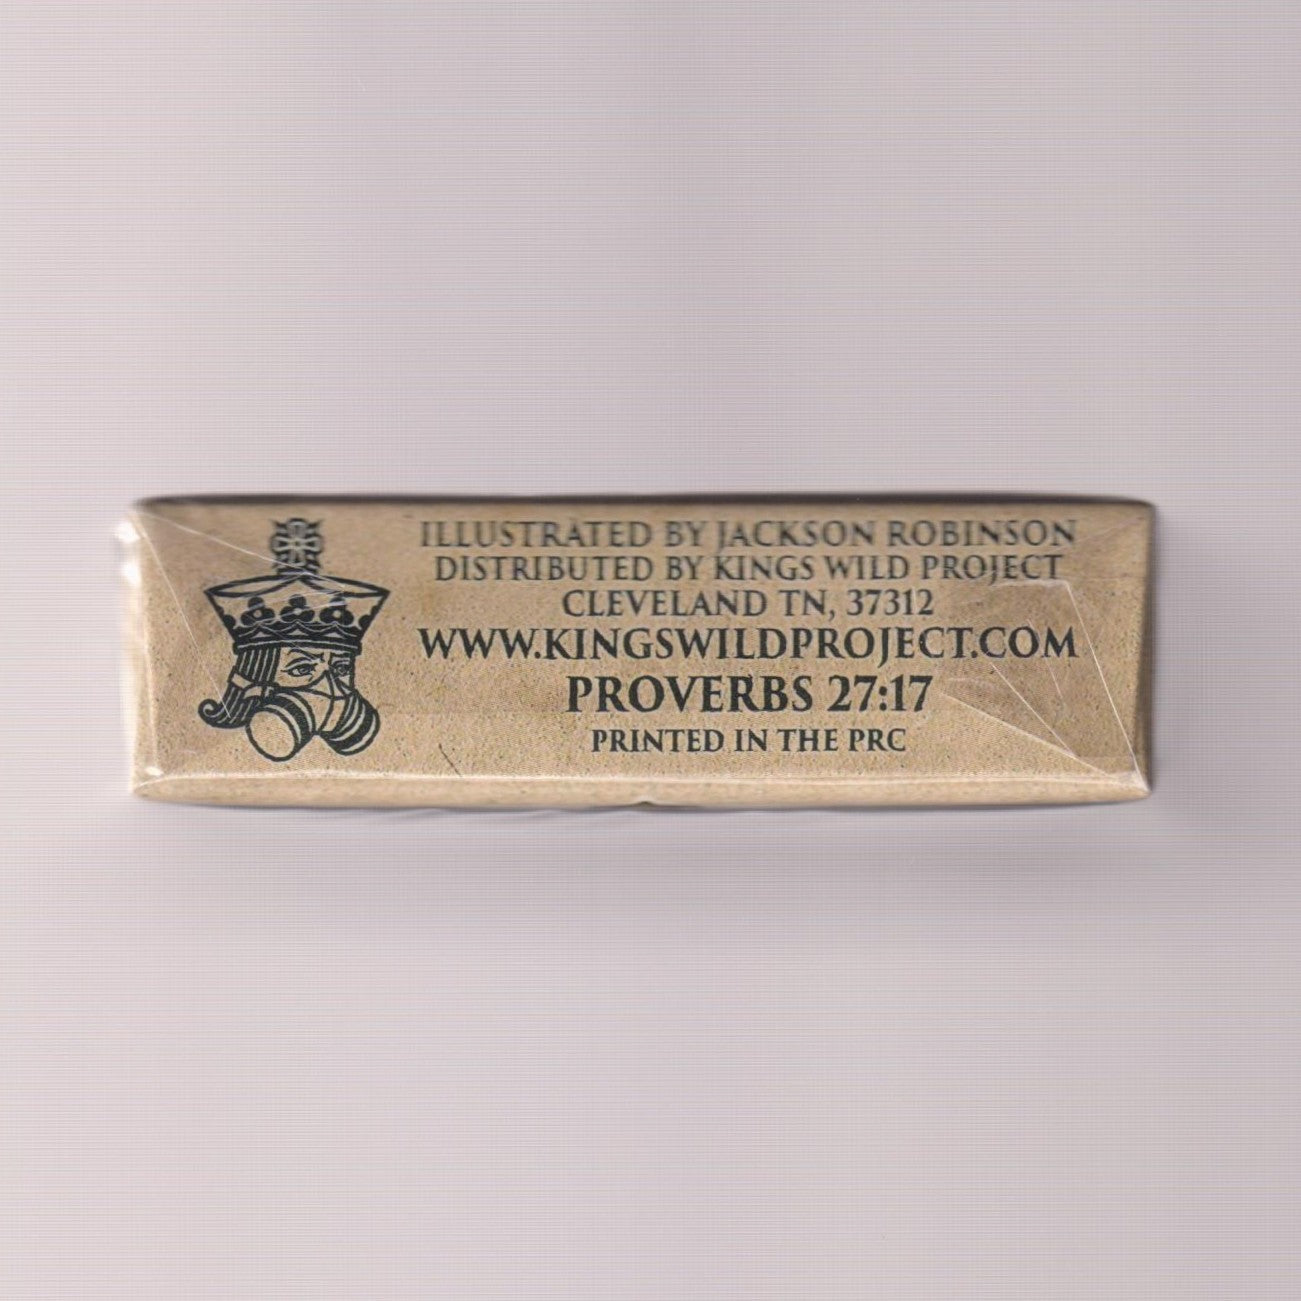 ILLUSTRATED BY JACKSON ROBINSON
DISTRIBUTED BY KINGS WILD PROJECT
CLEVELAND TN, 37312
WWW.KINGSWILDPROJECT.COM
PROVERBS 27:17
PRINTED IN THE PRC